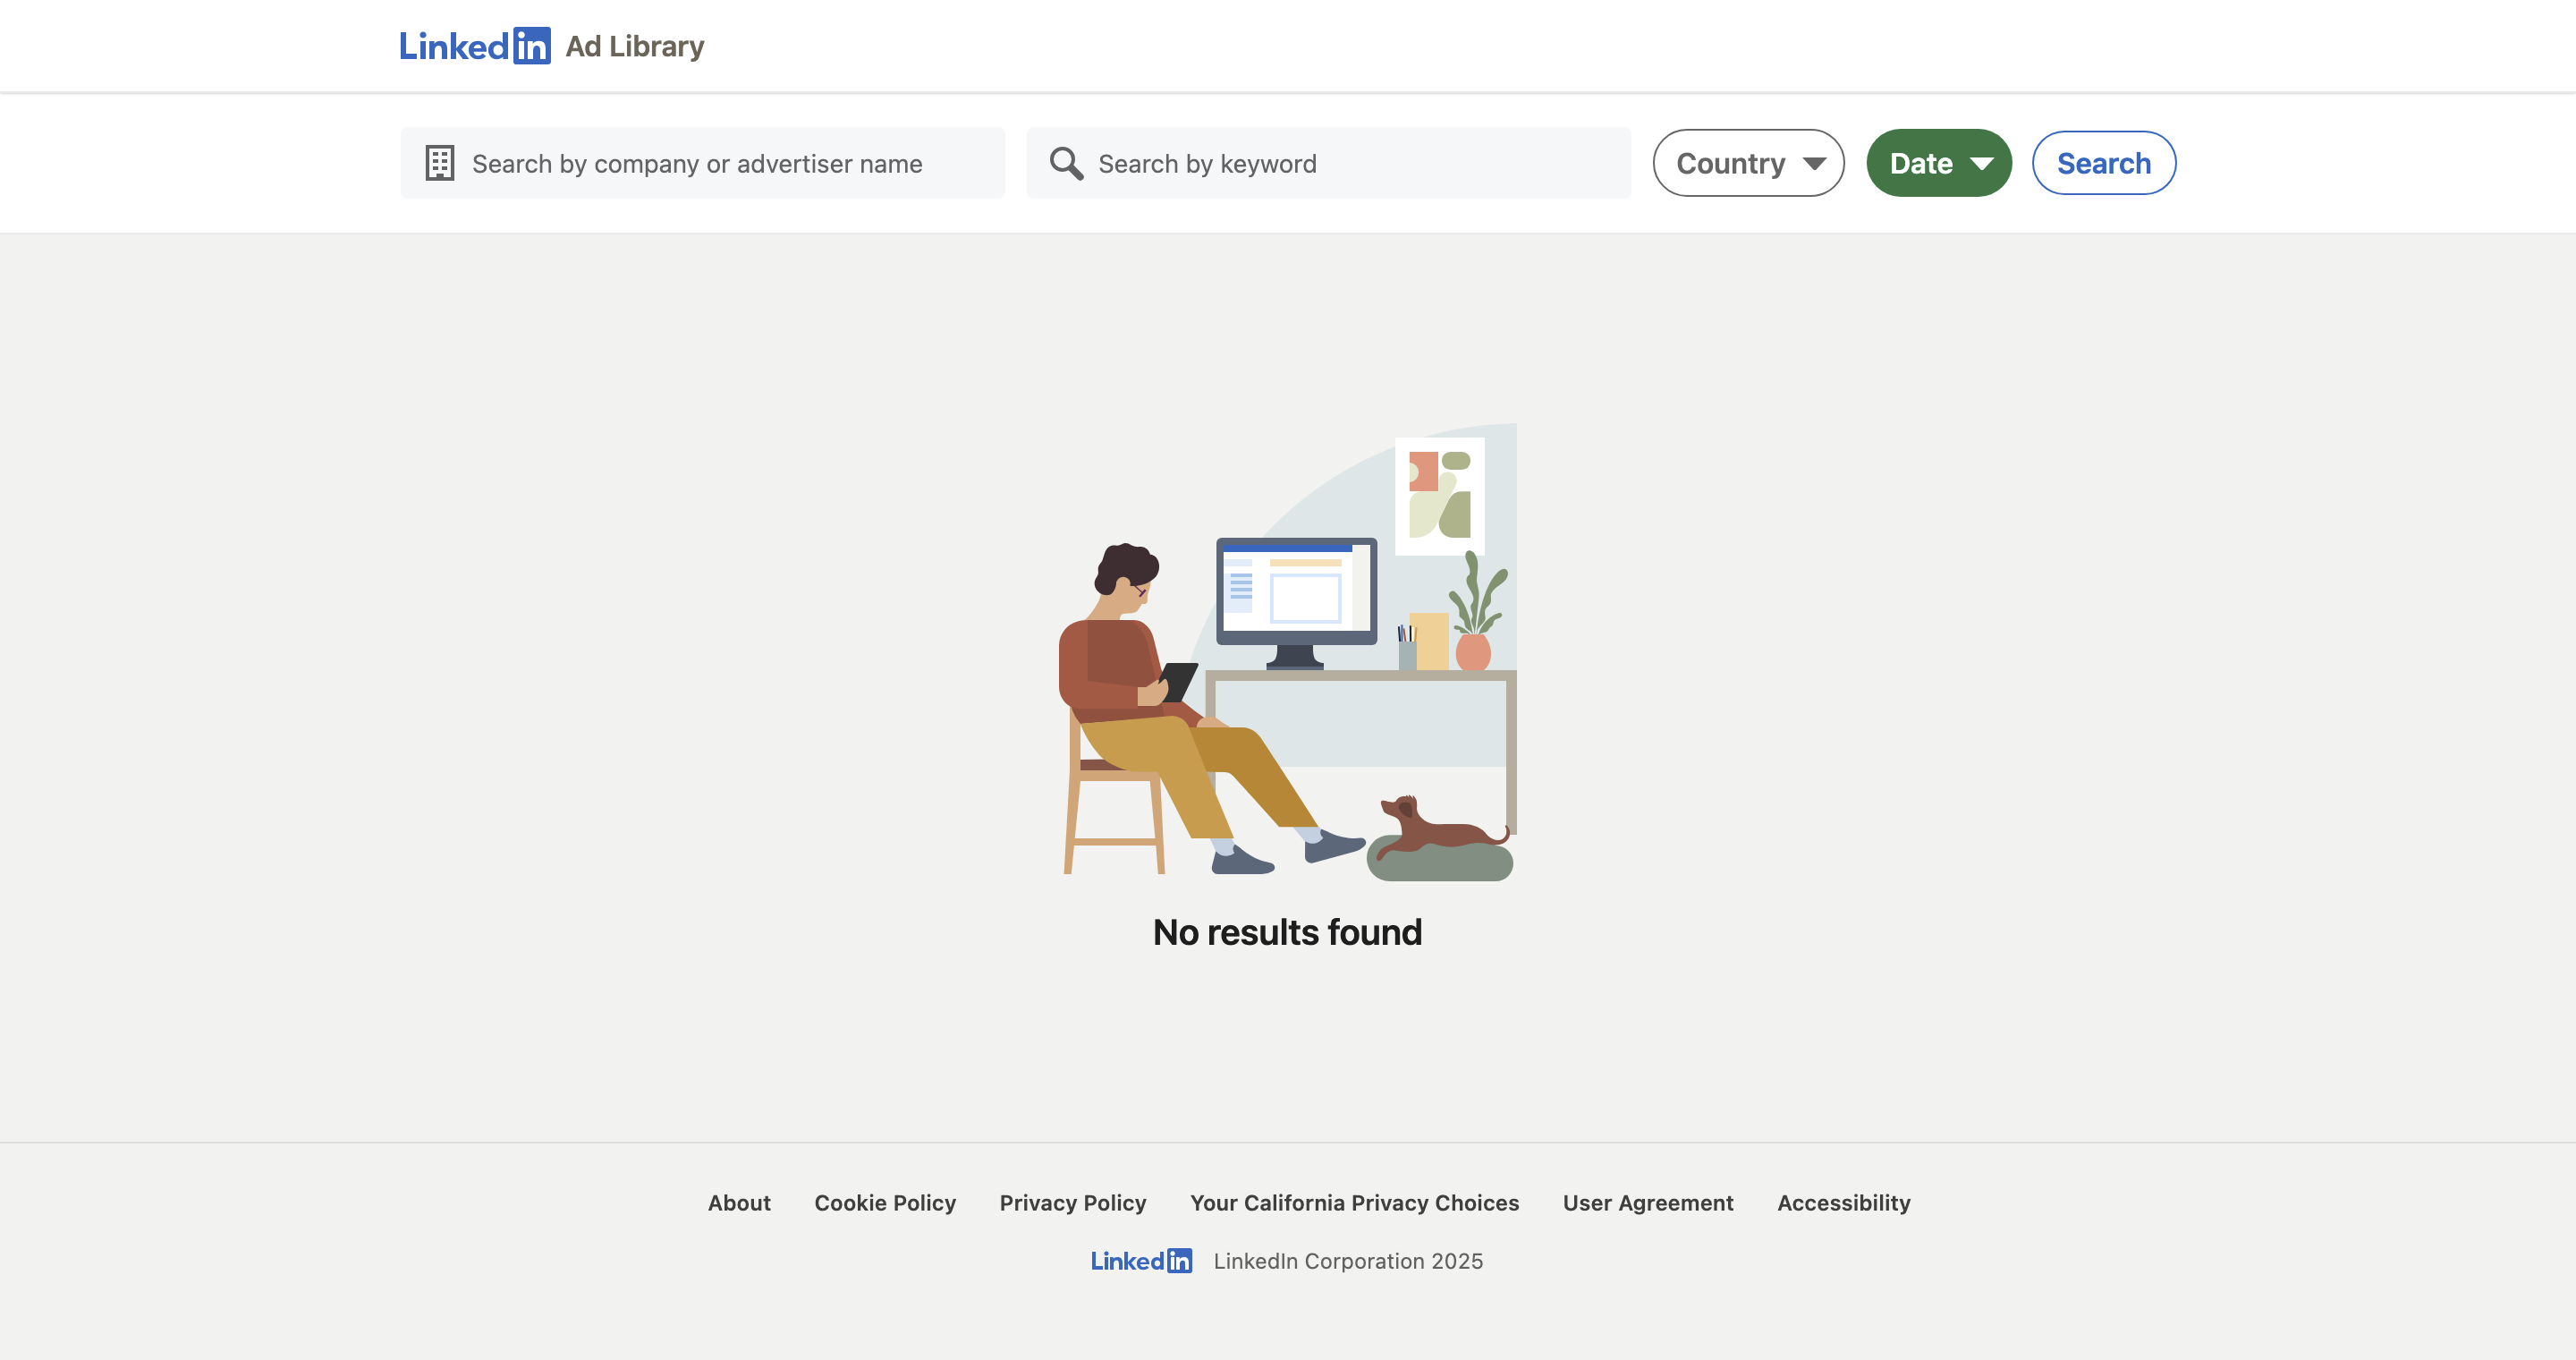 LinkedIn Ad Library
Search by company or advertiser name
Search by keyword
Country
Date
Search
No results found
About Cookie Policy Privacy Policy Your California Privacy Choices User Agreement Accessibility
LinkedIn LinkedIn Corporation 2025